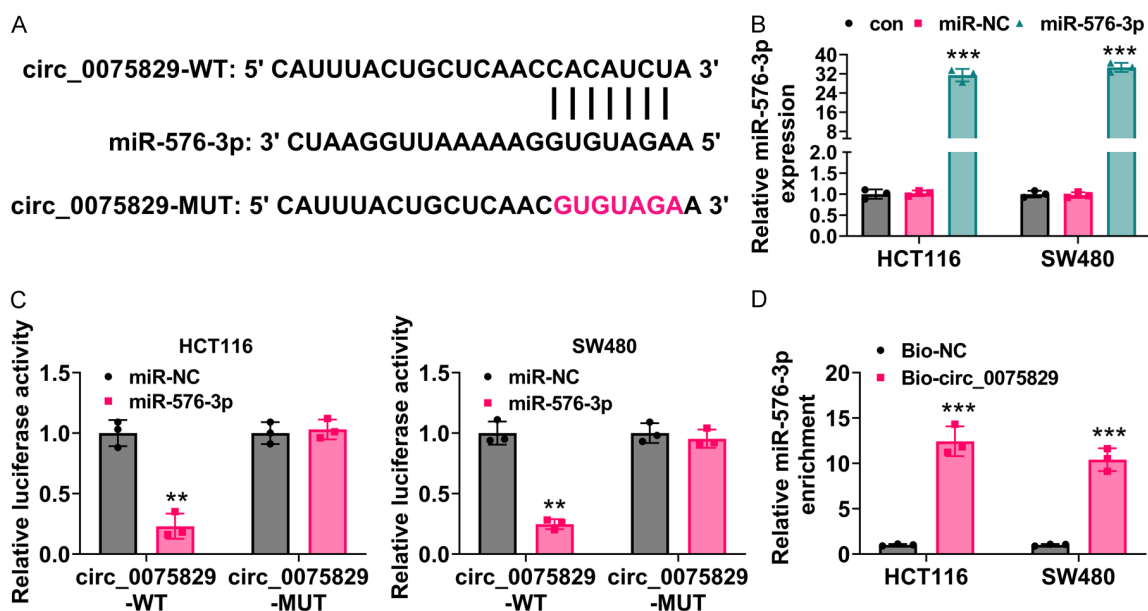 A
circ_0075829-WT: 5' CAUUUACUGCUCAACCACAUCUA 3'
miR-576-3p: 3' CUAAGGUUAAAAAGGUGUAGAA 5'
circ_0075829-MUT: 5' CAUUUACUGCUCAACGUGUAGAA 3'
B
con miR-NC miR-576-3p
Relative miR-576-3p
expression
40
32
24
16
8
2.0
1.5
1.0
0.5
0.0
***
***
HCT116
SW480
C
HCT116
miR-NC
miR-576-3p
Relative luciferase activity
1.5
1.0
0.5
0.0
**
circ_0075829
-WT
circ_0075829
-MUT
SW480
miR-NC
miR-576-3p
Relative luciferase activity
1.5
1.0
0.5
0.0
**
circ_0075829
-WT
circ_0075829
-MUT
D
Bio-NC
Bio-circ_0075829
Relative miR-576-3p
enrichment
20
15
10
5
0
***
***
HCT116
SW480